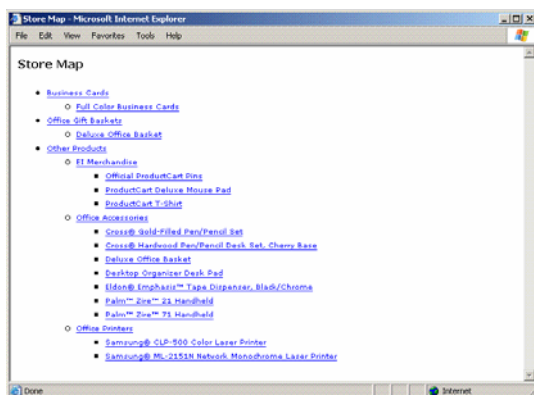 Store Map - Microsoft Internet Explorer
File Edit View Favorites Tools Help
Store Map
Business Cards
Full Color Business Cards
Office Gift Baskets
Deluxe Office Basket
Other Products
EI Merchandise
Official ProductCart Pins
ProductCart Deluxe Mouse Pad
ProductCart T-Shirt
Office Accessories
Cross® Gold-Filled Pen/Pencil Set
Cross® Hardwood Pen/Pencil Desk Set, Cherry Base
Deluxe Office Basket
Desktop Organizer Desk Pad
Eldon® Emphasis™ Tape Dispenser, Black/Chrome
Palm™ Zire™ 21 Handheld
Palm™ Zire™ 71 Handheld
Office Printers
Samsung® CLP-500 Color Laser Printer
Samsung® ML-2151N Network Monochrome Laser Printer
Done Internet